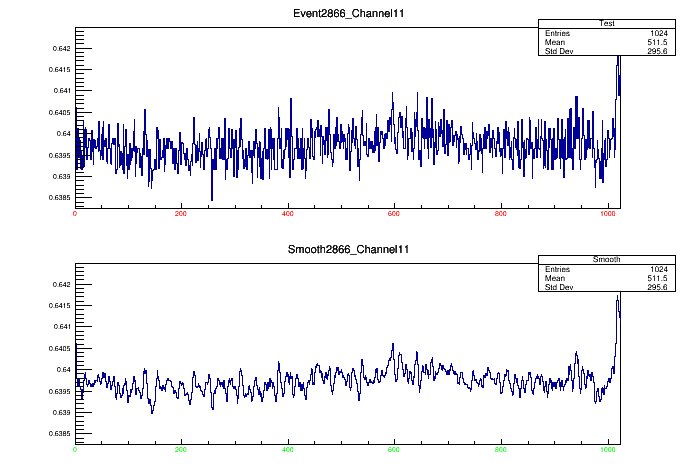 Event2866_Channel11
Test
Entries 1024
Mean 511.5
Std Dev 295.6
0.642
0.6415
0.641
0.6405
0.64
0.6395
0.639
0.6385
0 200 400 600 800 1000
Smooth2866_Channel11
Smooth
Entries 1024
Mean 511.5
Std Dev 295.6
0.642
0.6415
0.641
0.6405
0.64
0.6395
0.639
0.6385
0 200 400 600 800 1000